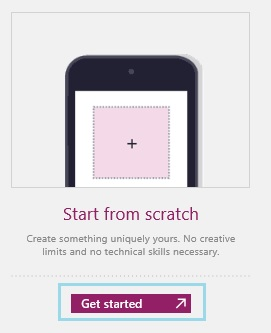 Start from scratch
Create something uniquely yours. No creative
limits and no technical skills necessary.
Get started